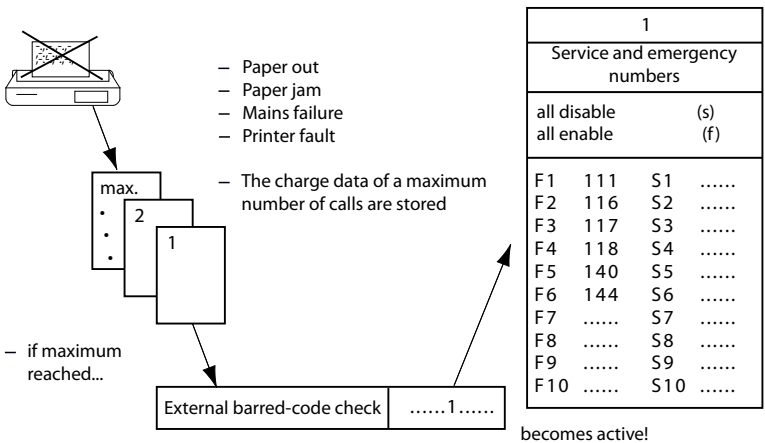 – Paper out
– Paper jam
– Mains failure
– Printer fault
– The charge data of a maximum
number of calls are stored
max.
2
1
– if maximum
reached...
External barred-code check ......1......
1
Service and emergency
numbers
all disable (s)
all enable (f)
F1 111 S1 ......
F2 116 S2 ......
F3 117 S3 ......
F4 118 S4 ......
F5 140 S5 ......
F6 144 S6 ......
F7 ...... S7 ......
F8 ...... S8 ......
F9 ...... S9 ......
F10 ...... S10 ......
becomes active!